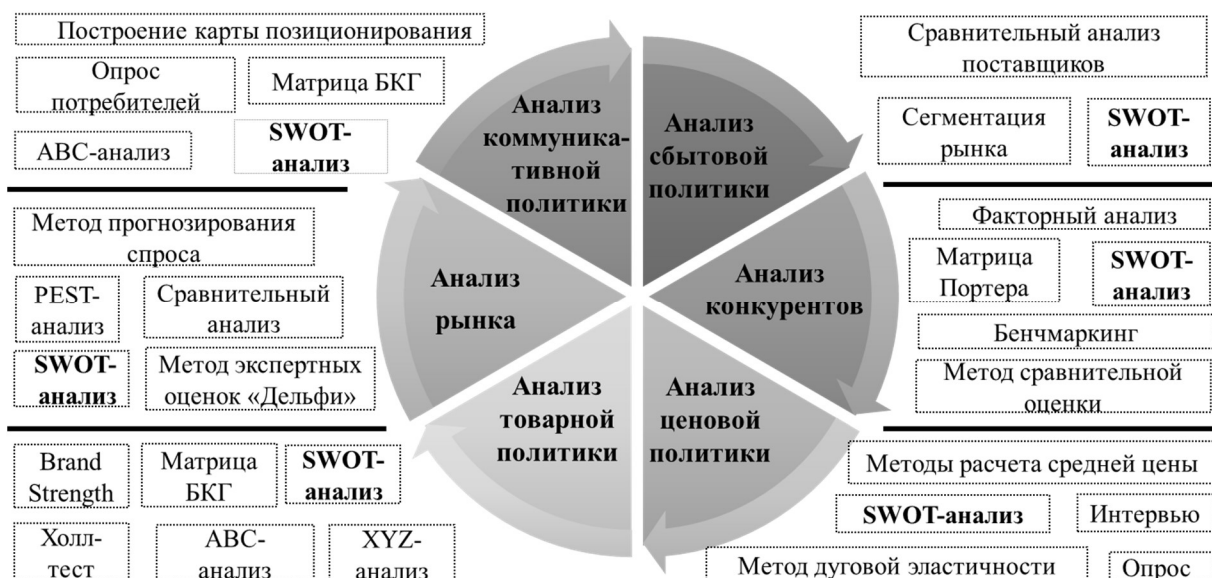 Построение карты позиционирования
Опрос
потребителей
Матрица БКГ
ABC-анализ
SWOT-
анализ
Метод прогнозирования
спроса
PEST-
анализ
Сравнительный
анализ
SWOT-
анализ
Метод экспертных
оценок «Дельфи»
Brand
Strength
Матрица
БКГ
SWOT-
анализ
Холл-
тест
ABC-
анализ
XYZ-
анализ
Анализ
коммуника-
тивной
политики
Анализ
сбытовой
политики
Анализ
рынка
Анализ
конкурентов
Анализ
товарной
политики
Анализ
ценовой
политики
Сравнительный анализ
поставщиков
Сегментация
рынка
SWOT-
анализ
Факторный анализ
Матрица
Портера
SWOT-
анализ
Бенчмаркинг
Метод сравнительной
оценки
Методы расчета средней цены
SWOT-анализ
Интервью
Метод дуговой эластичности
Опрос